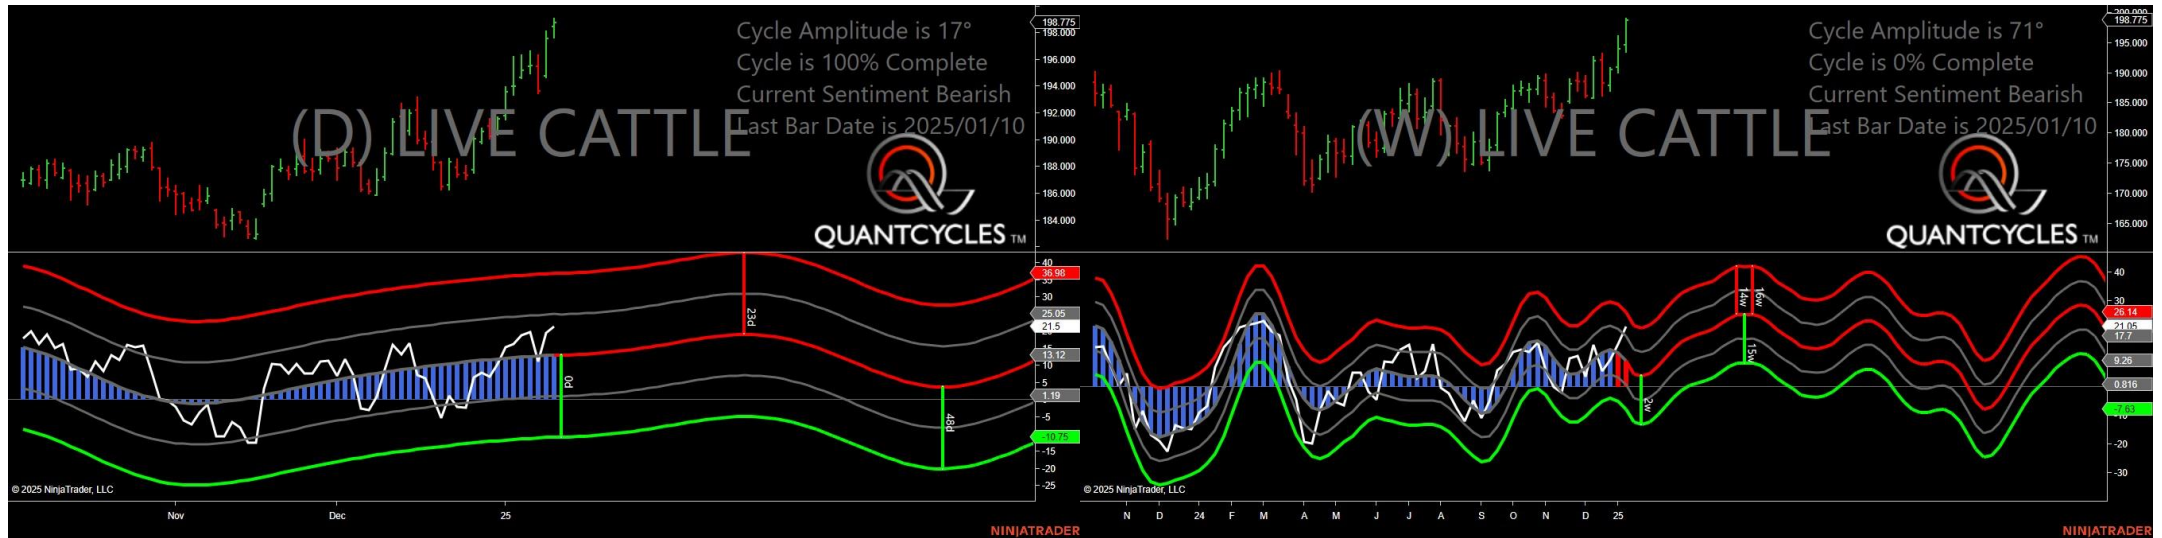 Cycle Amplitude is 17°
Cycle is 100% Complete
Current Sentiment Bearish
Last Bar Date is 2025/01/10
(D) LIVE CATTLE
QUANTCYCLES TM
198.775
198.000
196.000
194.000
192.000
190.000
188.000
186.000
184.000
40
36.98
35
30
25.05
21.5
15
13.12
10
5
1.19
-5
-10.75
-15
-20
-25
23d
0d
48d
© 2025 NinjaTrader, LLC
Nov
Dec
25
NINJATRADER
Cycle Amplitude is 71°
Cycle is 0% Complete
Current Sentiment Bearish
Last Bar Date is 2025/01/10
(W) LIVE CATTLE
QUANTCYCLES TM
200.000
198.775
195.000
190.000
185.000
180.000
175.000
170.000
165.000
40
30
26.14
21.05
17.7
9.26
0.816
-7.63
-20
-30
14w
16w
15w
2w
© 2025 NinjaTrader, LLC
N D 24 F M A M J J A S O N D 25
NINJATRADER